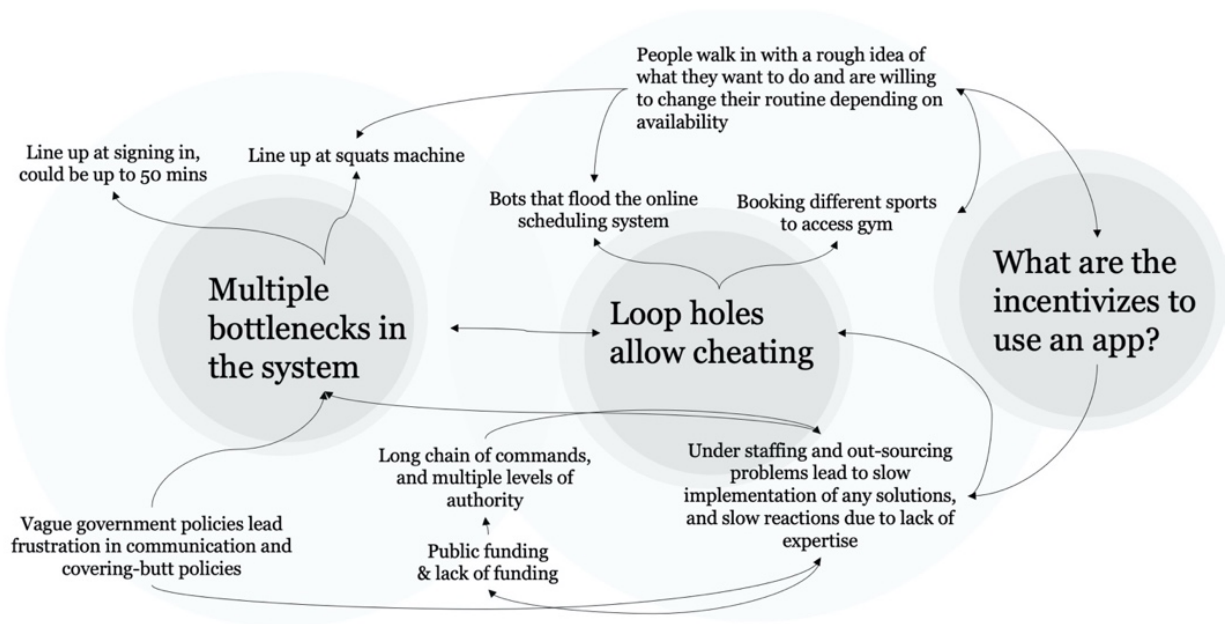 People walk in with a rough idea of
what they want to do and are willing
to change their routine depending on
availability
Line up at signing in,
could be up to 50 mins
Line up at squats machine
Bots that flood the online
scheduling system
Booking different sports
to access gym
Multiple
bottlenecks in
the system
Loop holes
allow cheating
What are the
incentivizes to
use an app?
Long chain of commands,
and multiple levels of
authority
Under staffing and out-sourcing
problems lead to slow
implementation of any solutions,
and slow reactions due to lack of
expertise
Vague government policies lead
frustration in communication and
covering-butt policies
Public funding
& lack of funding